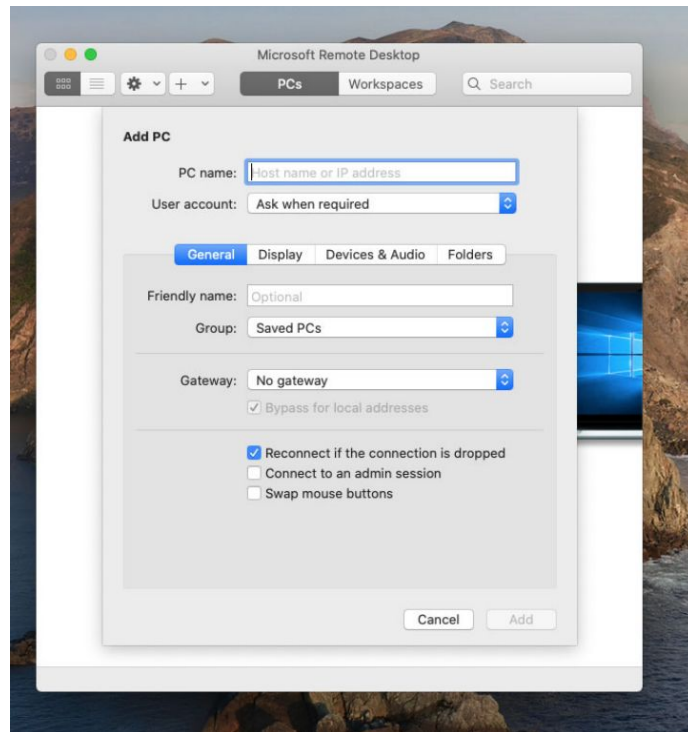 Microsoft Remote Desktop
PCs Workspaces Search
Add PC
PC name: Host name or IP address
User account: Ask when required
General Display Devices & Audio Folders
Friendly name: Optional
Group: Saved PCs
Gateway: No gateway
Bypass for local addresses
Reconnect if the connection is dropped
Connect to an admin session
Swap mouse buttons
Cancel Add